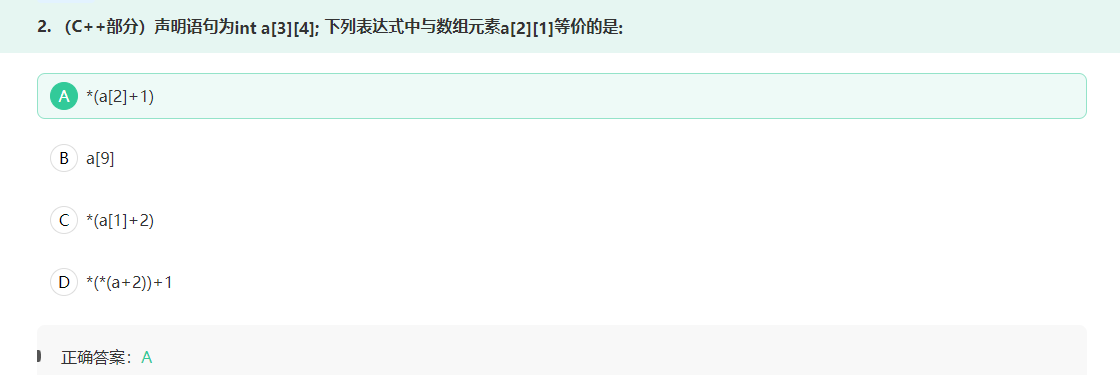 2. （C++部分）声明语句为int a[3][4]; 下列表达式中与数组元素a[2][1]等价的是:
A *(a[2]+1)
B a[9]
C *(a[1]+2)
D *(*(a+2))+1
正确答案：A